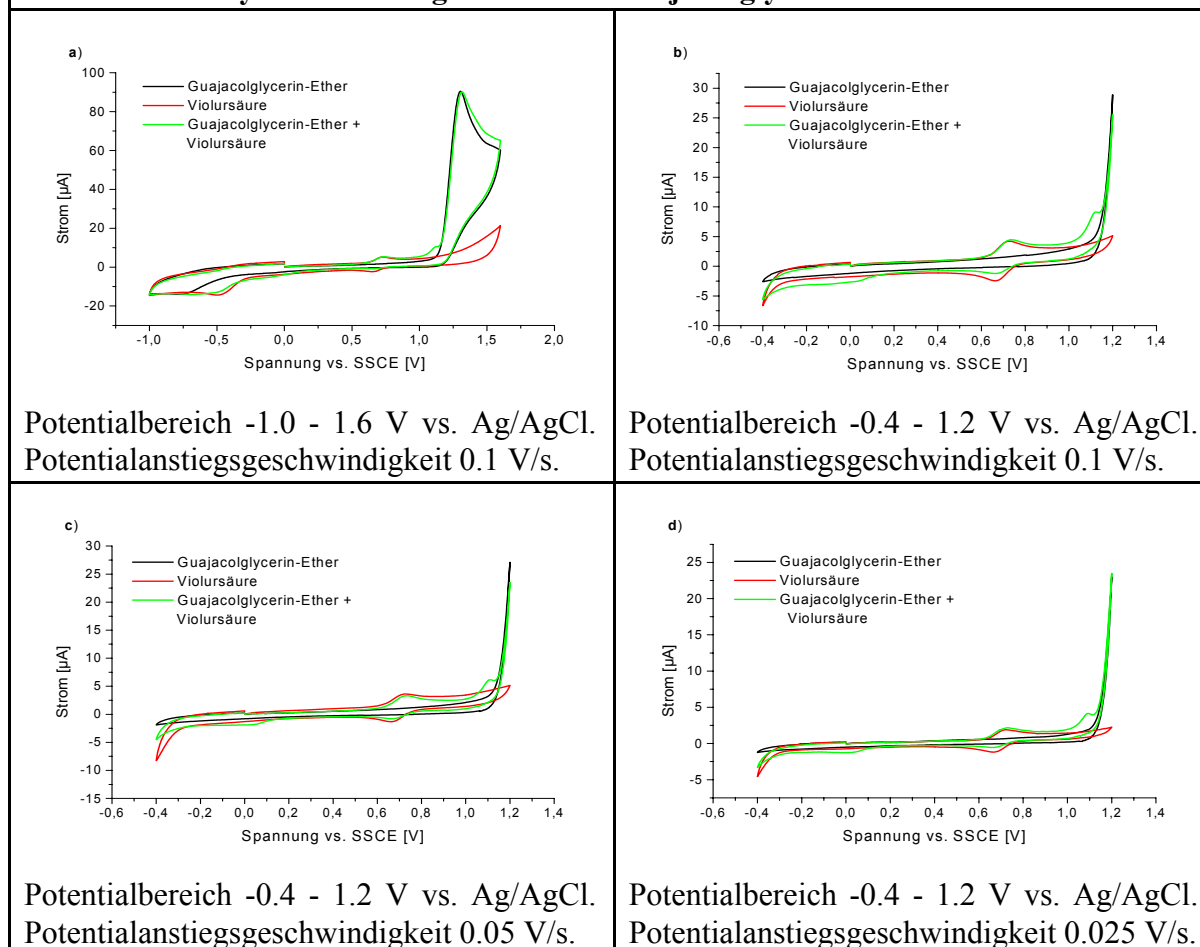 a)
100
80
60
40
20
0
-20
Strom [µA]
Guajacolglycerin-Ether
Violursäure
Guajacolglycerin-Ether +
Violursäure
-1,0 -0,5 0,0 0,5 1,0 1,5 2,0
Spannung vs. SSCE [V]
Potentialbereich -1.0 - 1.6 V vs. Ag/AgCl.
Potentialanstiegsgeschwindigkeit 0.1 V/s.
b)
30
25
20
15
10
5
0
-5
-10
Strom [µA]
Guajacolglycerin-Ether
Violursäure
Guajacolglycerin-Ether +
Violursäure
-0,6 -0,4 -0,2 0,0 0,2 0,4 0,6 0,8 1,0 1,2 1,4
Spannung vs. SSCE [V]
Potentialbereich -0.4 - 1.2 V vs. Ag/AgCl.
Potentialanstiegsgeschwindigkeit 0.1 V/s.
c)
30
25
20
15
10
5
0
-5
-10
-15
Strom [µA]
Guajacolglycerin-Ether
Violursäure
Guajacolglycerin-Ether +
Violursäure
-0,6 -0,4 -0,2 0,0 0,2 0,4 0,6 0,8 1,0 1,2 1,4
Spannung vs. SSCE [V]
Potentialbereich -0.4 - 1.2 V vs. Ag/AgCl.
Potentialanstiegsgeschwindigkeit 0.05 V/s.
d)
25
20
15
10
5
0
-5
Strom [µA]
Guajacolglycerin-Ether
Violursäure
Guajacolglycerin-Ether +
Violursäure
-0,6 -0,4 -0,2 0,0 0,2 0,4 0,6 0,8 1,0 1,2 1,4
Spannung vs. SSCE [V]
Potentialbereich -0.4 - 1.2 V vs. Ag/AgCl.
Potentialanstiegsgeschwindigkeit 0.025 V/s.